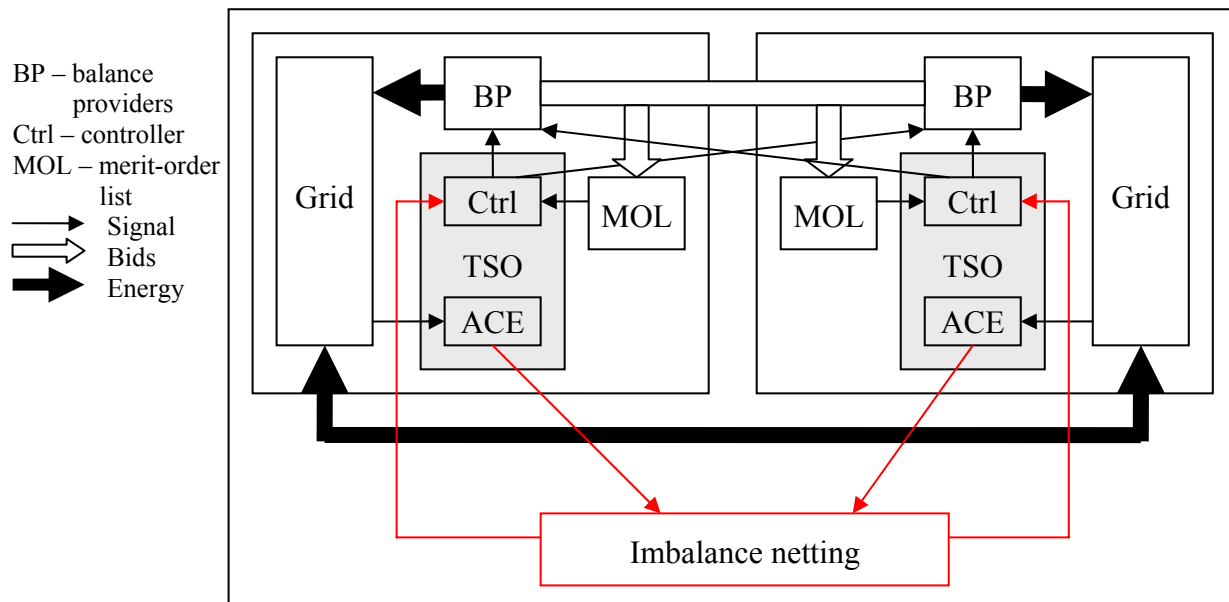 BP – balance
providers
Ctrl – controller
MOL – merit-order
list
Signal
Bids
Energy
Grid
BP
Ctrl
MOL
TSO
ACE
BP
MOL
Ctrl
TSO
ACE
Grid
Imbalance netting